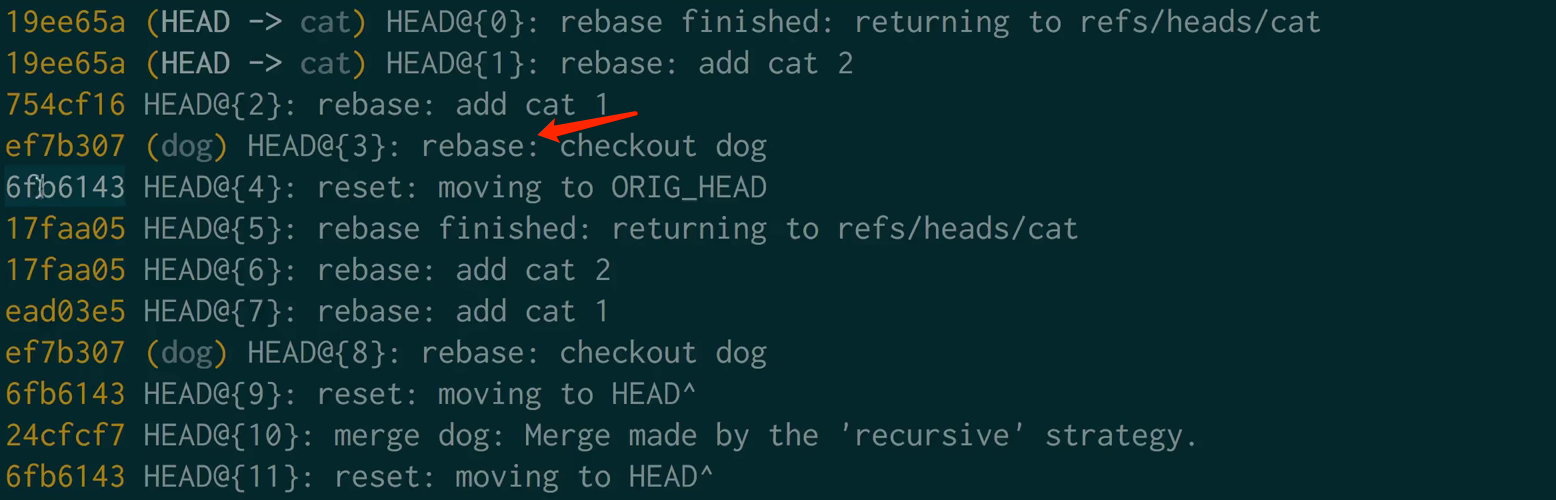 19ee65a (HEAD -> cat) HEAD@{0}: rebase finished: returning to refs/heads/cat
19ee65a (HEAD -> cat) HEAD@{1}: rebase: add cat 2
754cf16 HEAD@{2}: rebase: add cat 1
ef7b307 (dog) HEAD@{3}: rebase: checkout dog
6fb6143 HEAD@{4}: reset: moving to ORIG_HEAD
17faa05 HEAD@{5}: rebase finished: returning to refs/heads/cat
17faa05 HEAD@{6}: rebase: add cat 2
ead03e5 HEAD@{7}: rebase: add cat 1
ef7b307 (dog) HEAD@{8}: rebase: checkout dog
6fb6143 HEAD@{9}: reset: moving to HEAD^
24cfcf7 HEAD@{10}: merge dog: Merge made by the 'recursive' strategy.
6fb6143 HEAD@{11}: reset: moving to HEAD^